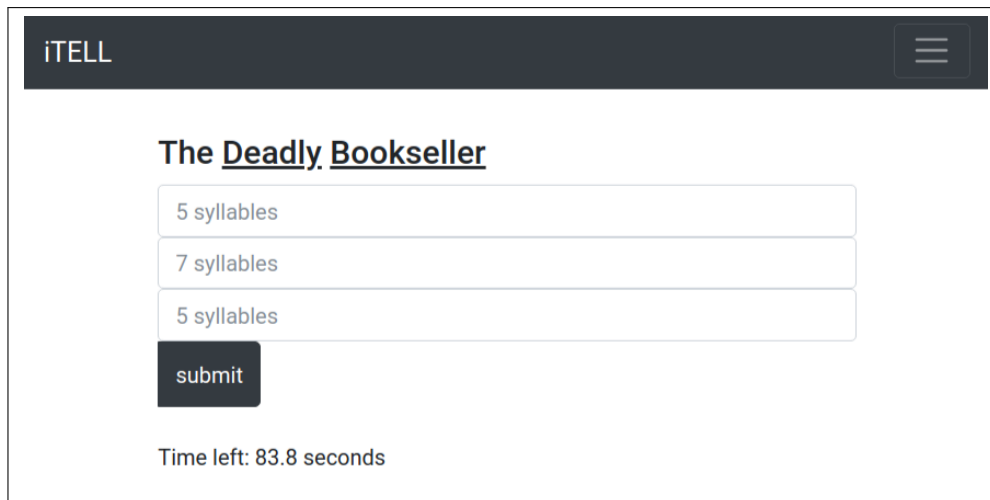 iTELL
The Deadly Bookseller
5 syllables
7 syllables
5 syllables
submit
Time left: 83.8 seconds